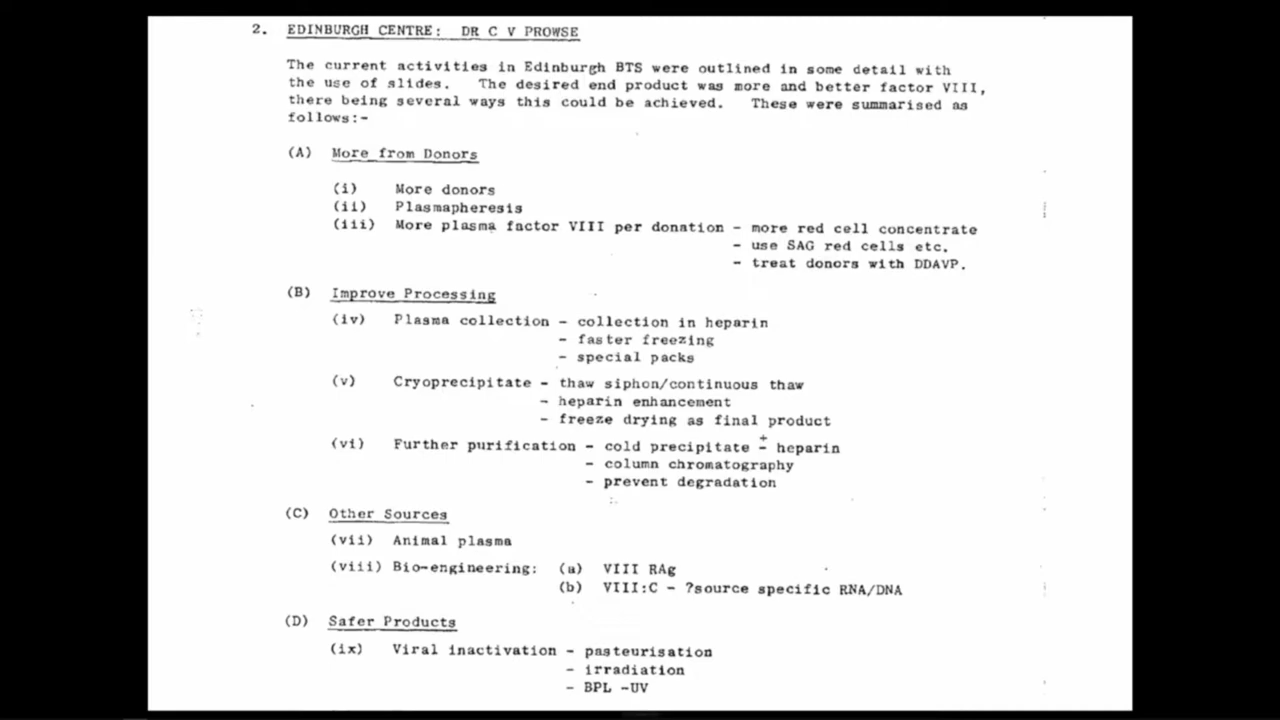 2. EDINBURGH CENTRE: DR C V PROWSE
The current activities in Edinburgh BTS were outlined in some detail with
the use of slides. The desired end product was more and better factor VIII,
there being several ways this could be achieved. These were summarised as
follows:-
(A) More from Donors
(i) More donors
(ii) Plasmapheresis
(iii) More plasma factor VIII per donation - more red cell concentrate
- use SAG red cells etc.
- treat donors with DDAVP.
(B) Improve Processing
(iv) Plasma collection - collection in heparin
- faster freezing
- special packs
(v) Cryoprecipitate - thaw siphon/continuous thaw
- heparin enhancement
- freeze drying as final product
(vi) Further purification - cold precipitate ± heparin
- column chromatography
- prevent degradation
(C) Other Sources
(vii) Animal plasma
(viii) Bio-engineering: (a) VIII RAg
(b) VIII:C - ?source specific RNA/DNA
(D) Safer Products
(ix) Viral inactivation - pasteurisation
- irradiation
- BPL -UV